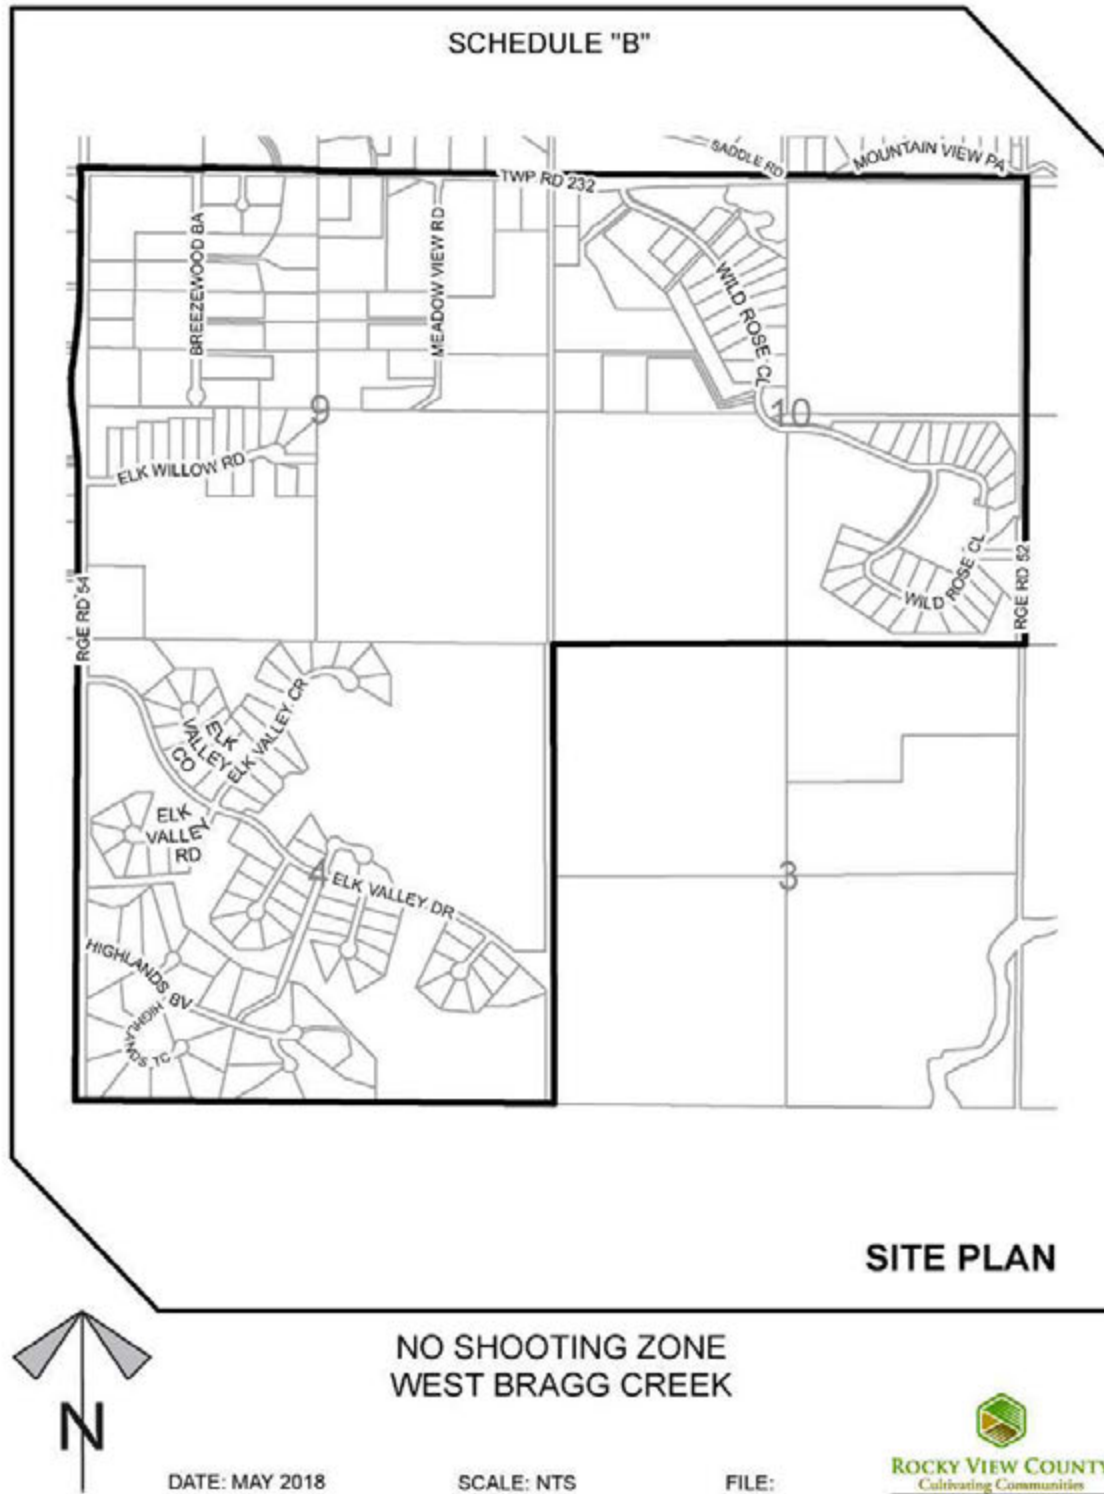 SCHEDULE "B"
SADDLE RD
MOUNTAIN VIEW PA
TWP RD 232
BREEZEWOOD BA
MEADOW VIEW RD
WILD ROSE CL
9
10
ELK WILLOW RD
WILD ROSE CL
RGE RD 54
RGE RD 52
ELK
VALLEY
CO
ELK VALLEY CR
ELK
VALLEY
RD
4
ELK VALLEY DR
3
HIGHLANDS BV
HIGHLANDS TC
SITE PLAN
NO SHOOTING ZONE
WEST BRAGG CREEK
N
DATE: MAY 2018
SCALE: NTS
FILE:
ROCKY VIEW COUNTY
Cultivating Communities